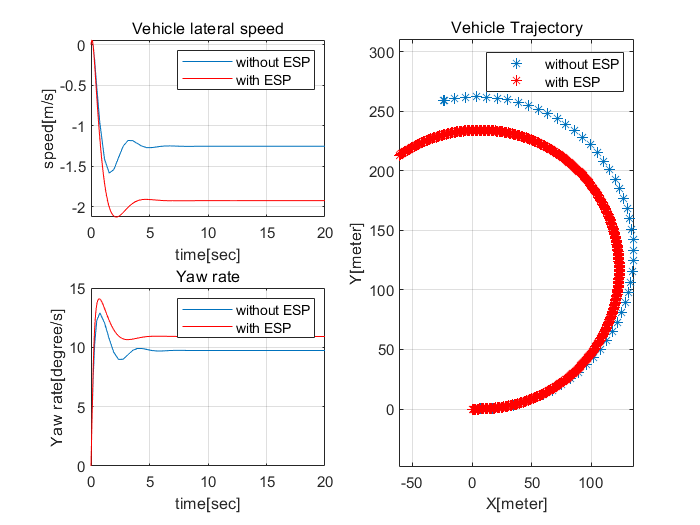 Vehicle lateral speed
0
-0.5
-1
-1.5
-2
speed[m/s]
without ESP
with ESP
0
5
10
15
20
time[sec]
Yaw rate
15
10
5
0
Yaw rate[degree/s]
without ESP
with ESP
0
5
10
15
20
time[sec]
Vehicle Trajectory
300
250
200
150
100
50
0
Y[meter]
without ESP
with ESP
-50
0
50
100
X[meter]